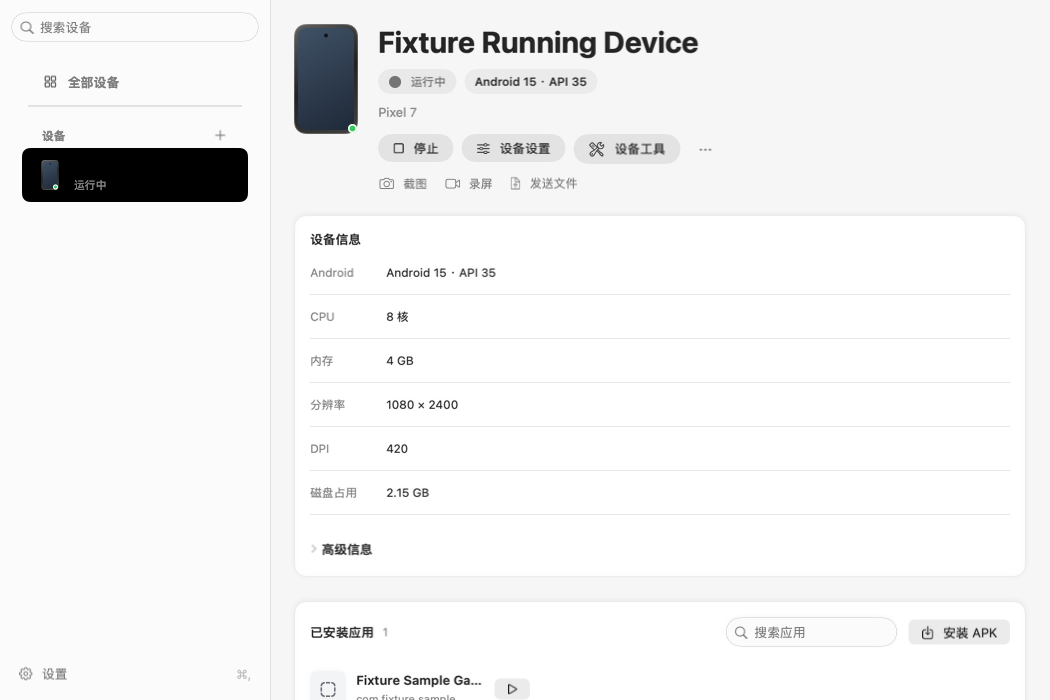 搜索设备
全部设备
设备
运行中
设置
⌘,
Fixture Running Device
运行中
Android 15 · API 35
Pixel 7
停止
设备设置
设备工具
截图
录屏
发送文件
设备信息
Android Android 15 · API 35
CPU 8 核
内存 4 GB
分辨率 1080 × 2400
DPI 420
磁盘占用 2.15 GB
高级信息
已安装应用 1
搜索应用
安装 APK
Fixture Sample Ga...
com.fixture.sample